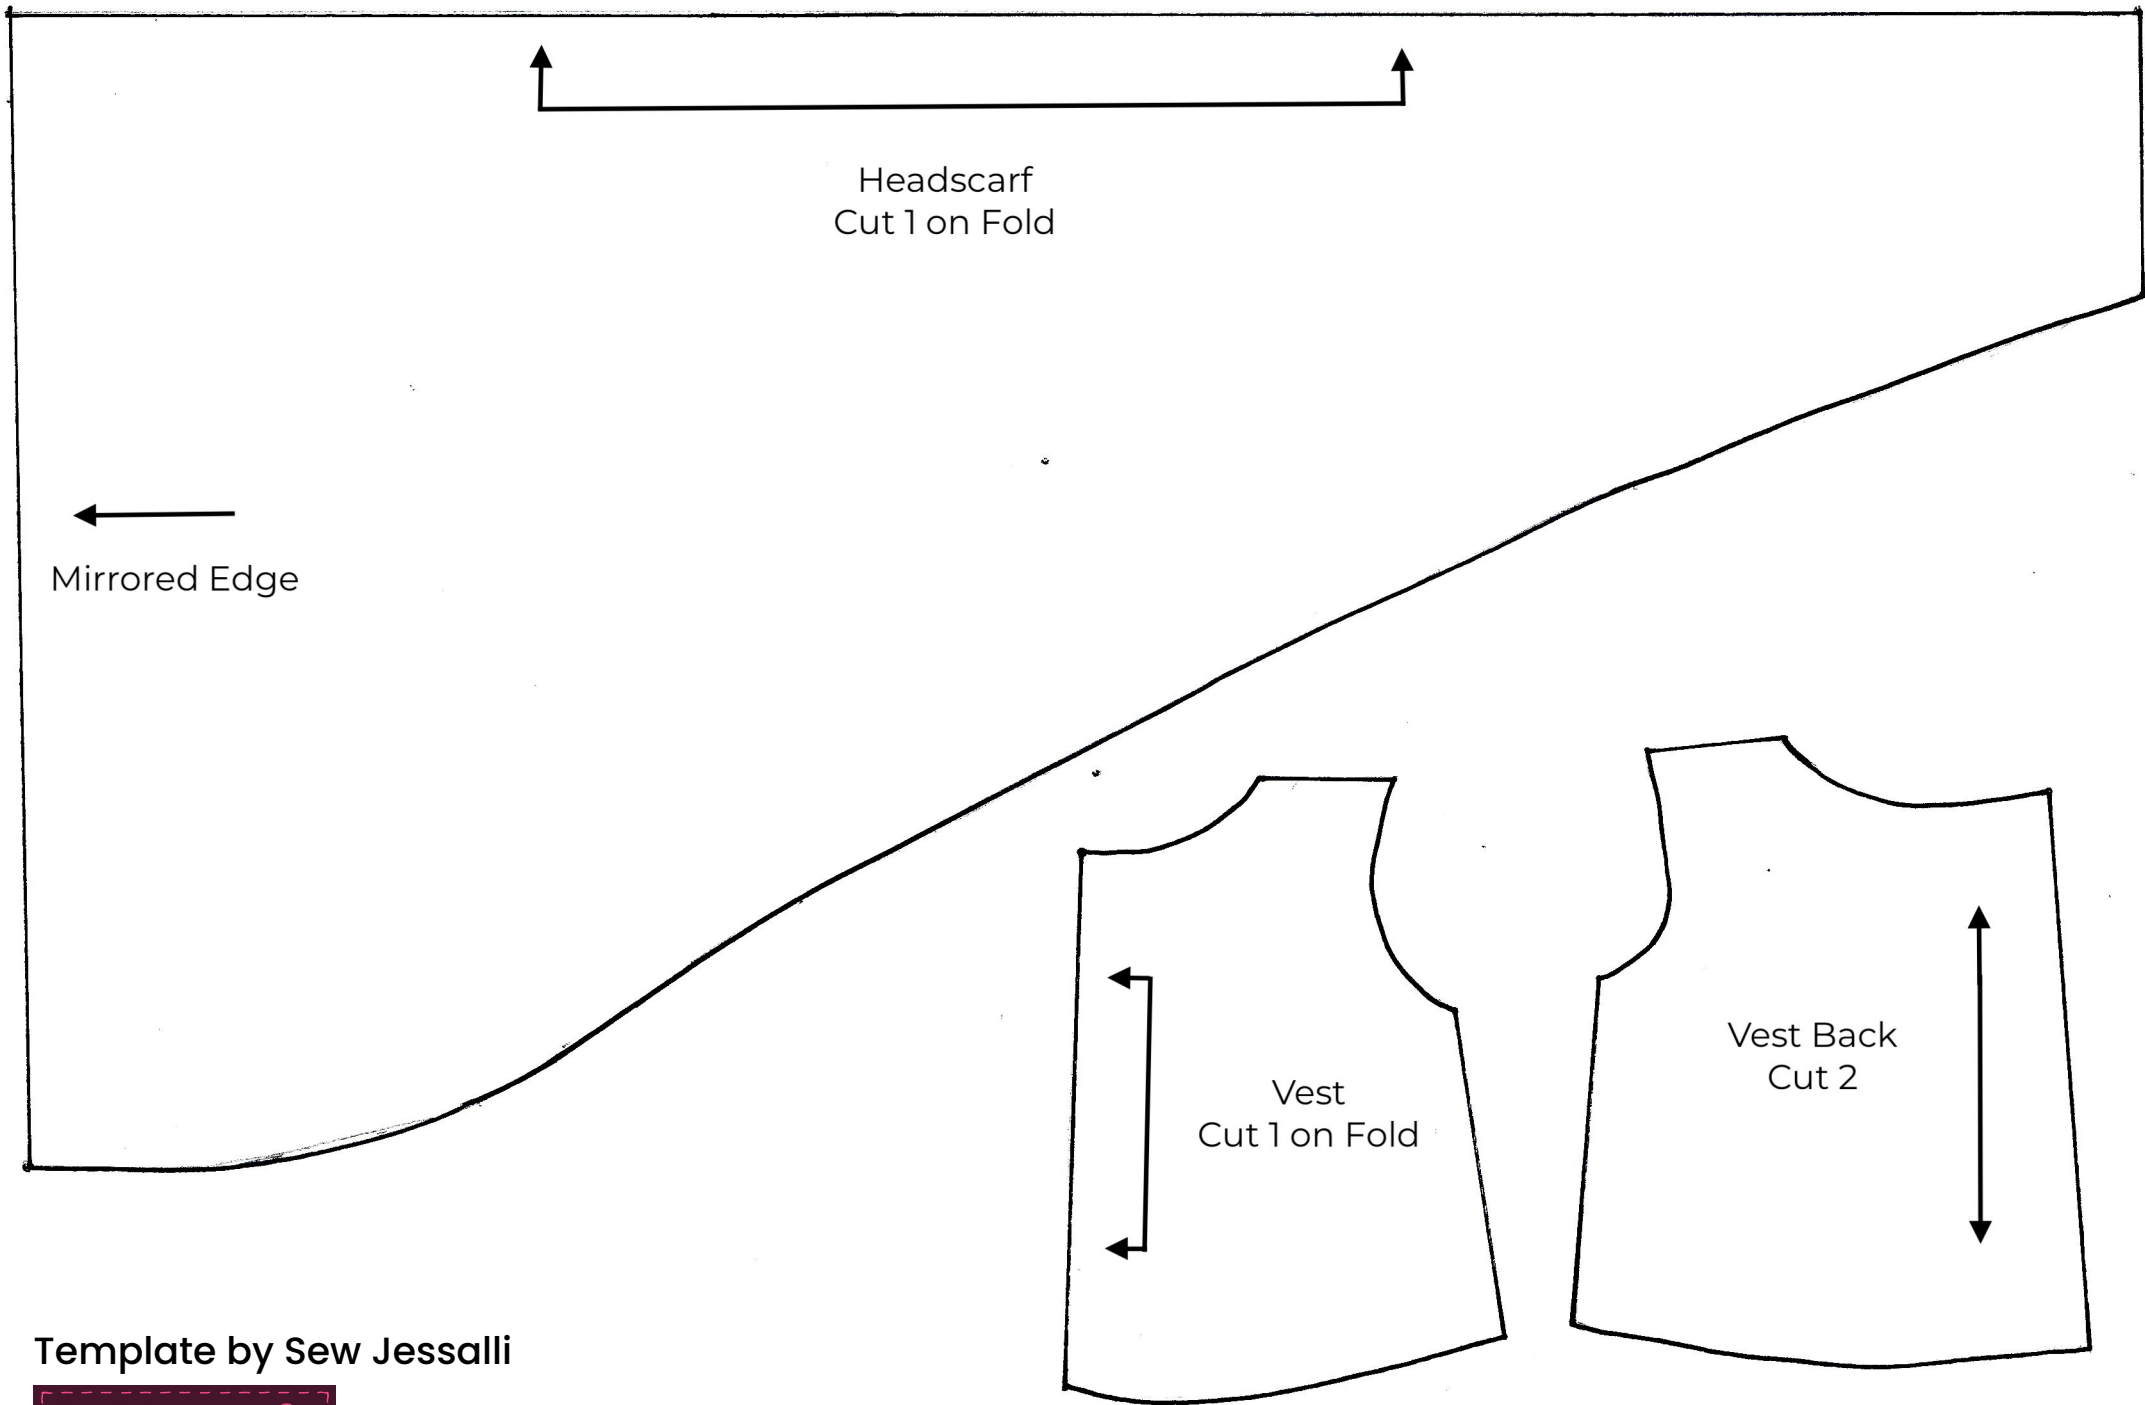 Headscarf
Cut 1 on Fold
Mirrored Edge
Vest
Cut 1 on Fold
Vest Back
Cut 2
Template by Sew Jessalli